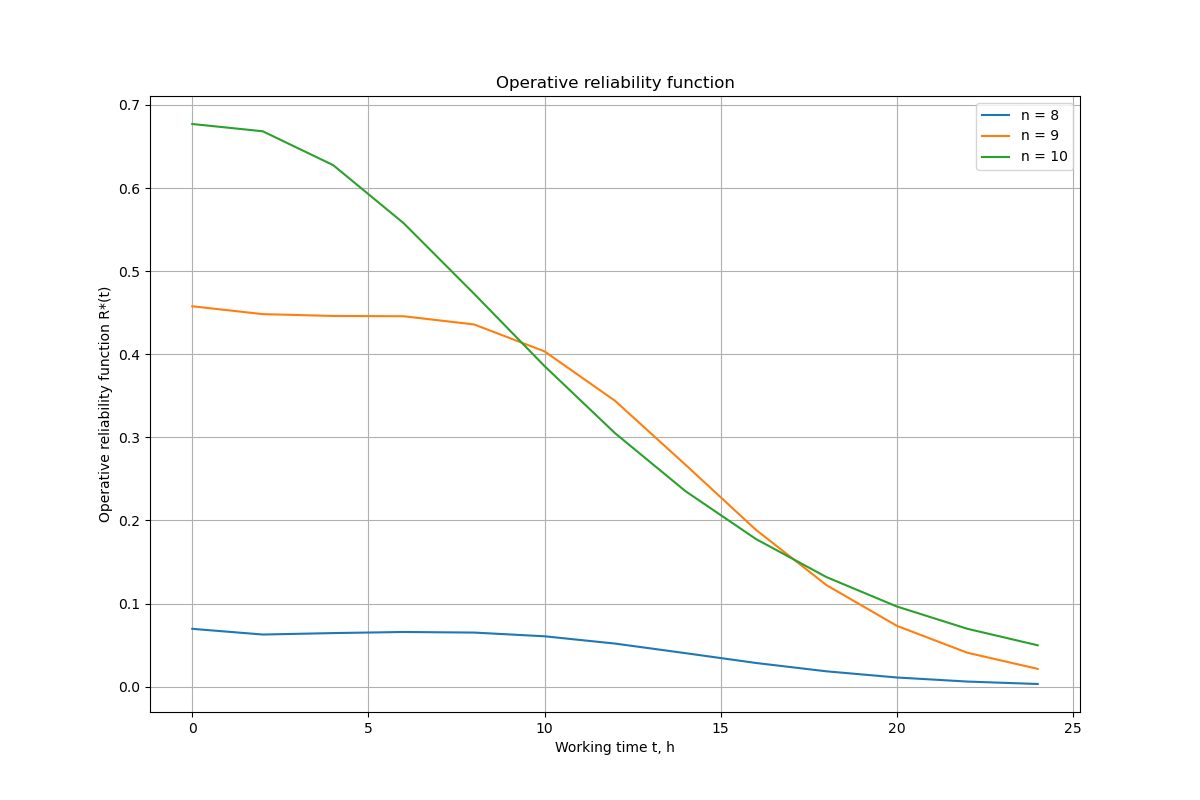 Operative reliability function
n = 8
n = 9
n = 10
Operative reliability function R*(t)
0.7
0.6
0.5
0.4
0.3
0.2
0.1
0.0
0
5
10
15
20
25
Working time t, h